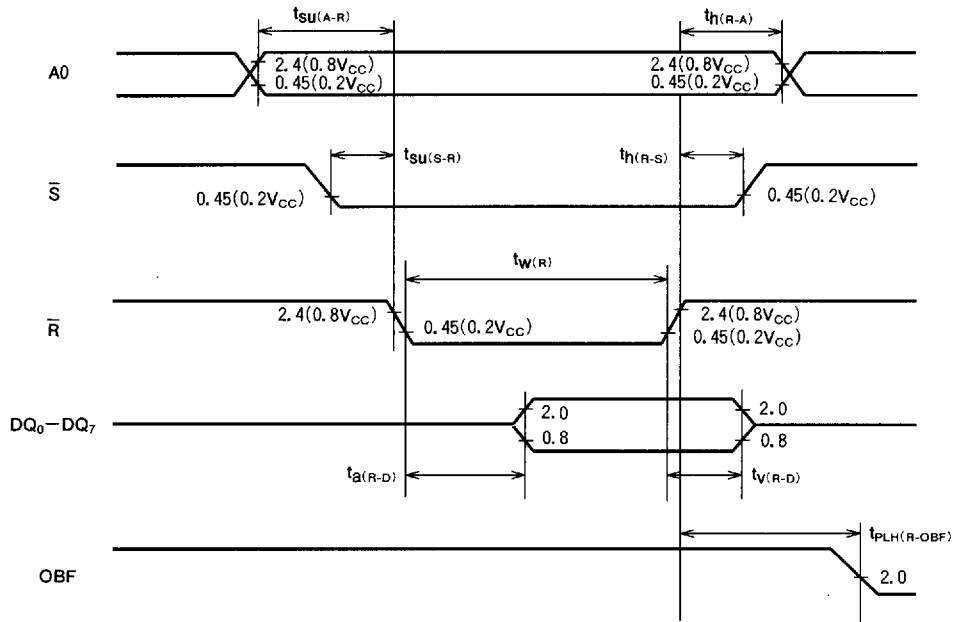 tsu(A-R)
th(R-A)
A0
2.4(0.8VCC)
0.45(0.2VCC)
2.4(0.8VCC)
0.45(0.2VCC)
tsu(S-R)
th(R-S)
S̅
0.45(0.2VCC)
0.45(0.2VCC)
tw(R)
R̅
2.4(0.8VCC)
0.45(0.2VCC)
2.4(0.8VCC)
0.45(0.2VCC)
DQ0－DQ7
2.0
0.8
2.0
0.8
ta(R-D)
tv(R-D)
tPLH(R-OBF)
OBF
2.0